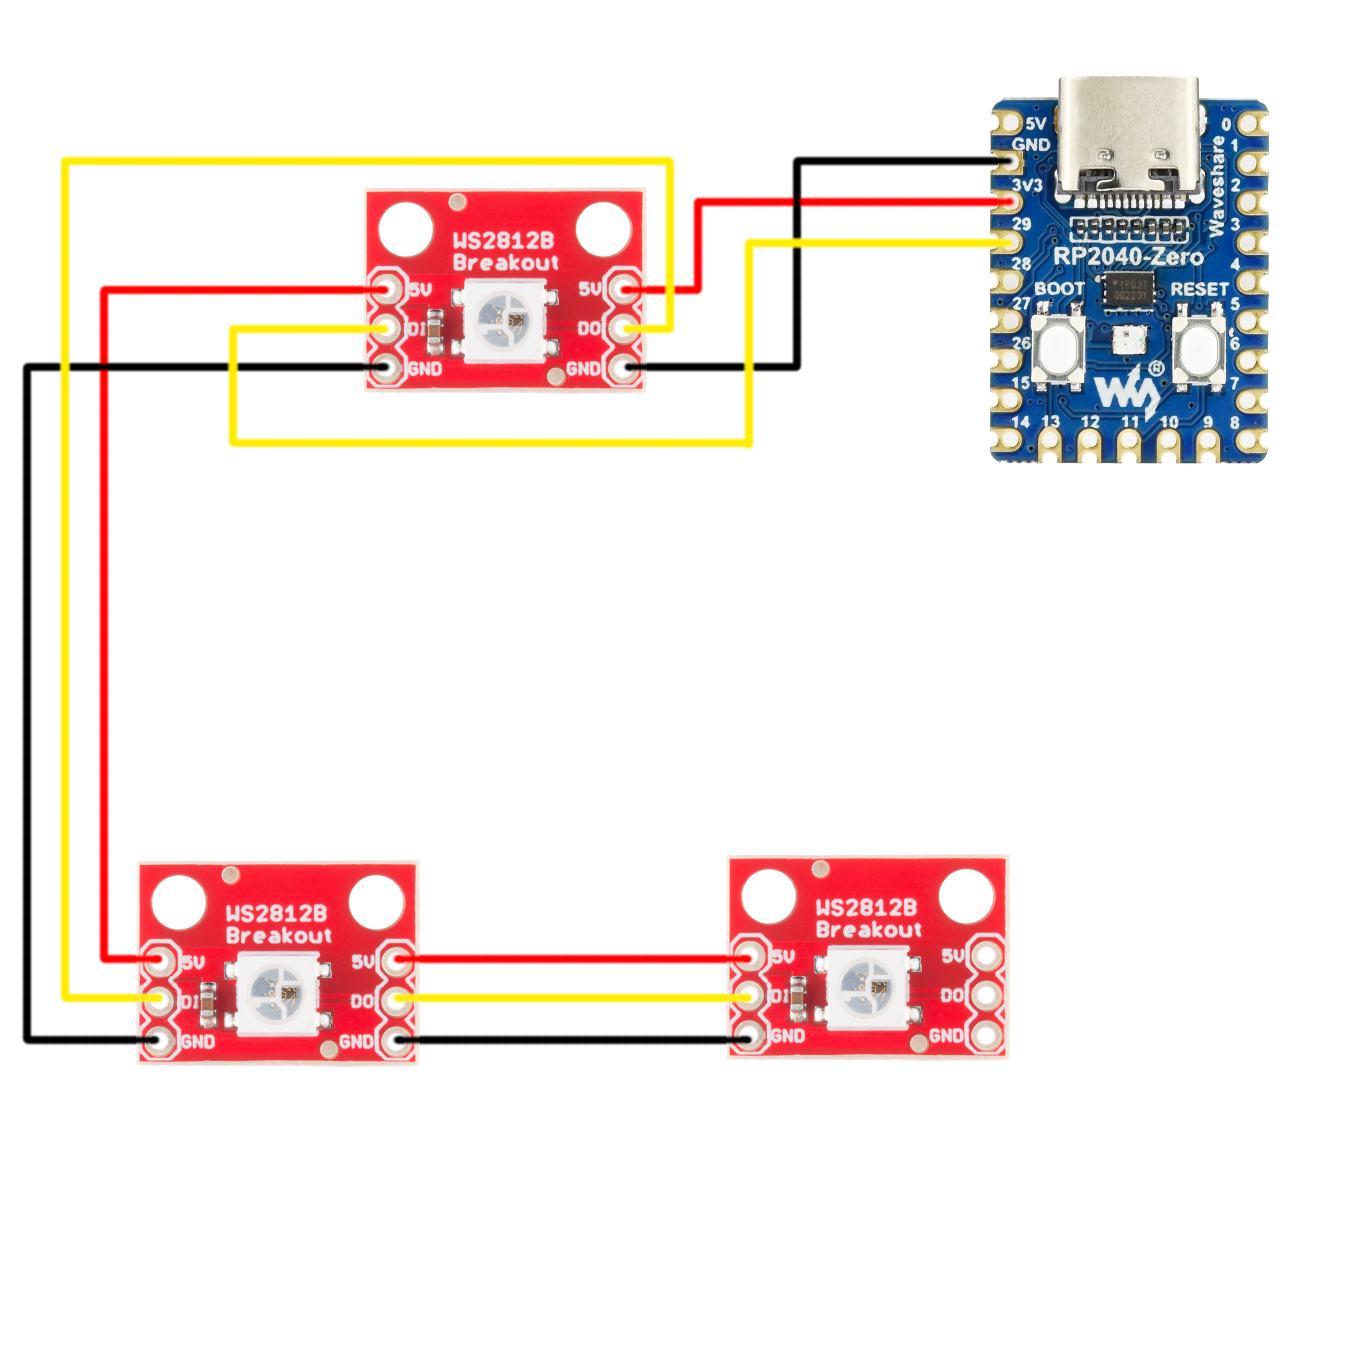 WS2812B
Breakout
5V
DI
GND
5V
DO
GND
5V
GND
3V3
29
28
27
26
15
14
13
12
11
10
9
8
7
6
5
4
3
2
1
0
Waveshare
RP2040-Zero
BOOT
RESET
®
WS2812B
Breakout
5V
DI
GND
5V
DO
GND
WS2812B
Breakout
5V
DI
GND
5V
DO
GND